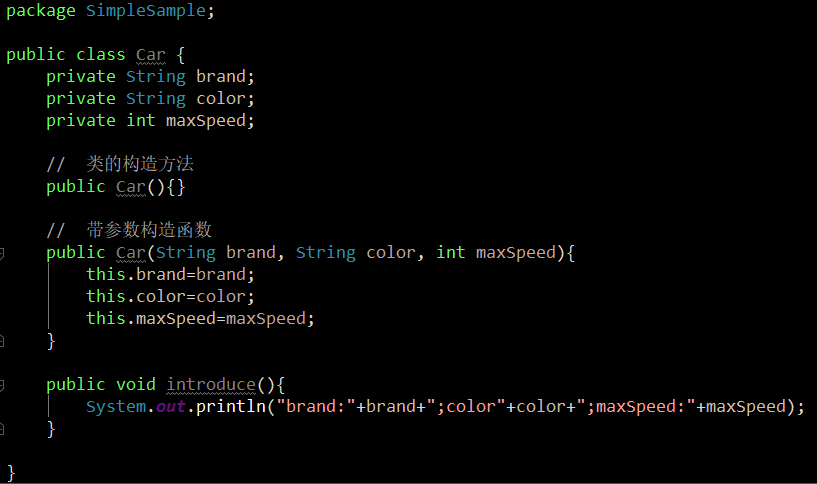 package SimpleSample;
public class Car {
private String brand;
private String color;
private int maxSpeed;
//  类的构造方法
public Car(){}
//  带参数构造函数
public Car(String brand, String color, int maxSpeed){
this.brand=brand;
this.color=color;
this.maxSpeed=maxSpeed;
}
public void introduce(){
System.out.println("brand:"+brand+";color"+color+";maxSpeed:"+maxSpeed);
}
}